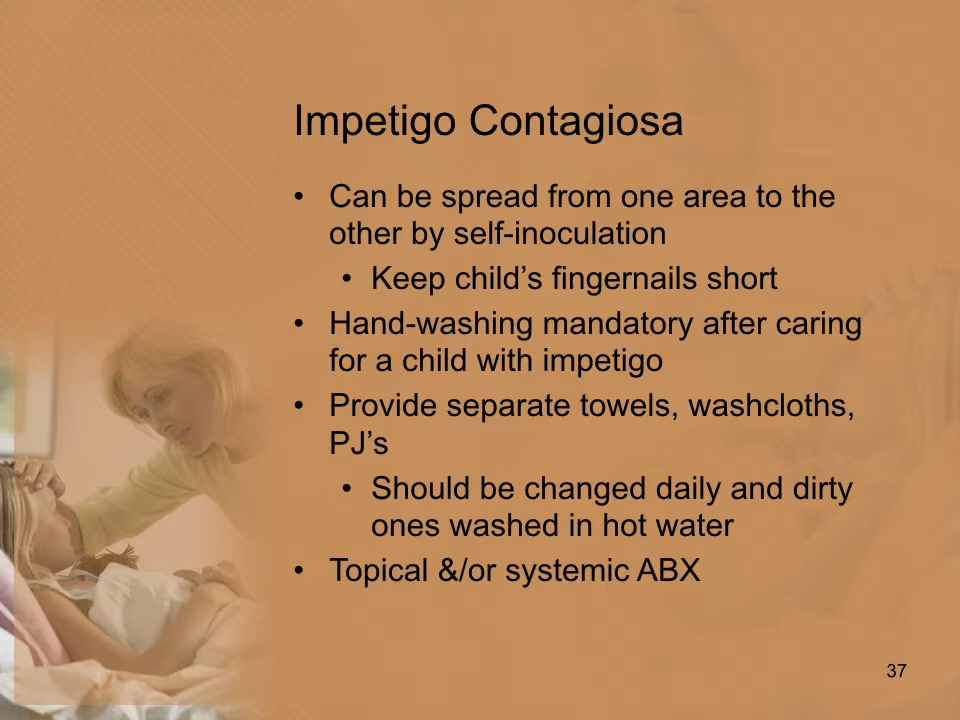 Impetigo Contagiosa
• Can be spread from one area to the
other by self-inoculation
• Keep child’s fingernails short
• Hand-washing mandatory after caring
for a child with impetigo
• Provide separate towels, washcloths,
PJ’s
• Should be changed daily and dirty
ones washed in hot water
• Topical &/or systemic ABX
37